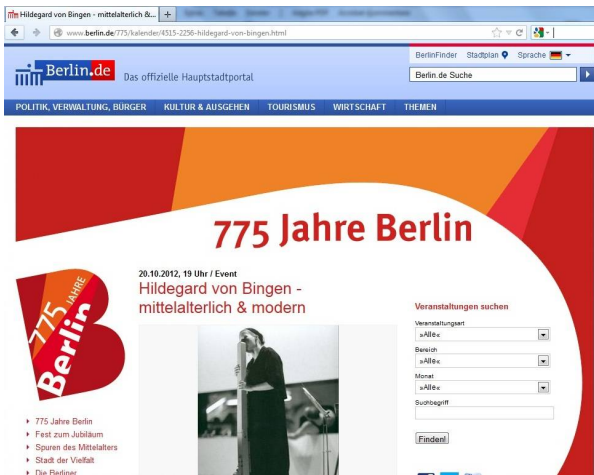 Hildegard von Bingen - mittelalterlich &...
www.berlin.de/775/kalender/4515-2256-hildegard-von-bingen.html
BerlinFinder Stadtplan Sprache
Berlin.de Das offizielle Hauptstadtportal
Berlin.de Suche
POLITIK, VERWALTUNG, BÜRGER KULTUR & AUSGEHEN TOURISMUS WIRTSCHAFT THEMEN
775 Jahre Berlin
775 JAHRE
Berlin
20.10.2012, 19 Uhr / Event
Hildegard von Bingen -
mittelalterlich & modern
Veranstaltungen suchen
Veranstaltungsart
»Alle«
Bereich
»Alle«
Monat
»Alle«
Suchbegriff
Finden!
775 Jahre Berlin
Fest zum Jubiläum
Spuren des Mittelalters
Stadt der Vielfalt
Die Berliner